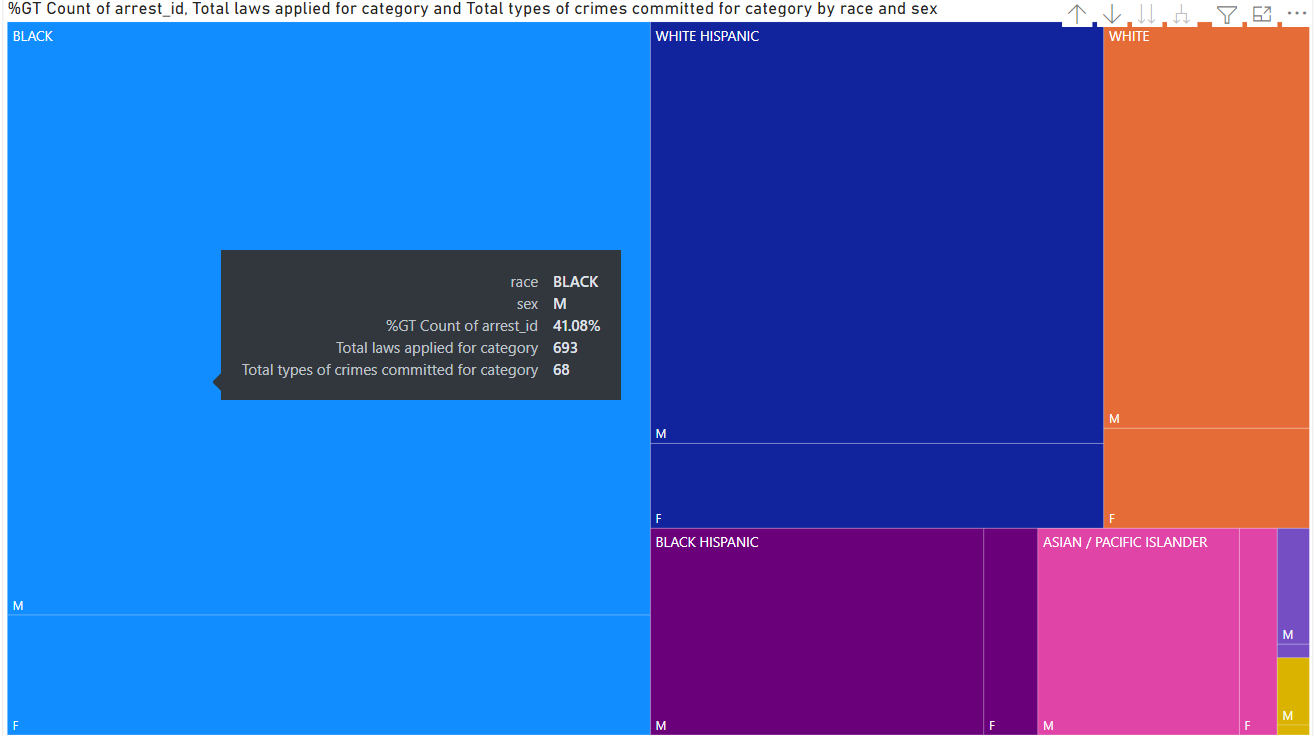 %GT Count of arrest_id, Total laws applied for category and Total types of crimes committed for category by race and sex
BLACK
WHITE HISPANIC
WHITE
race BLACK
sex M
%GT Count of arrest_id 41.08%
Total laws applied for category 693
Total types of crimes committed for category 68
M
M
F
F
BLACK HISPANIC
ASIAN / PACIFIC ISLANDER
M
M
M
F
M
F
M
F